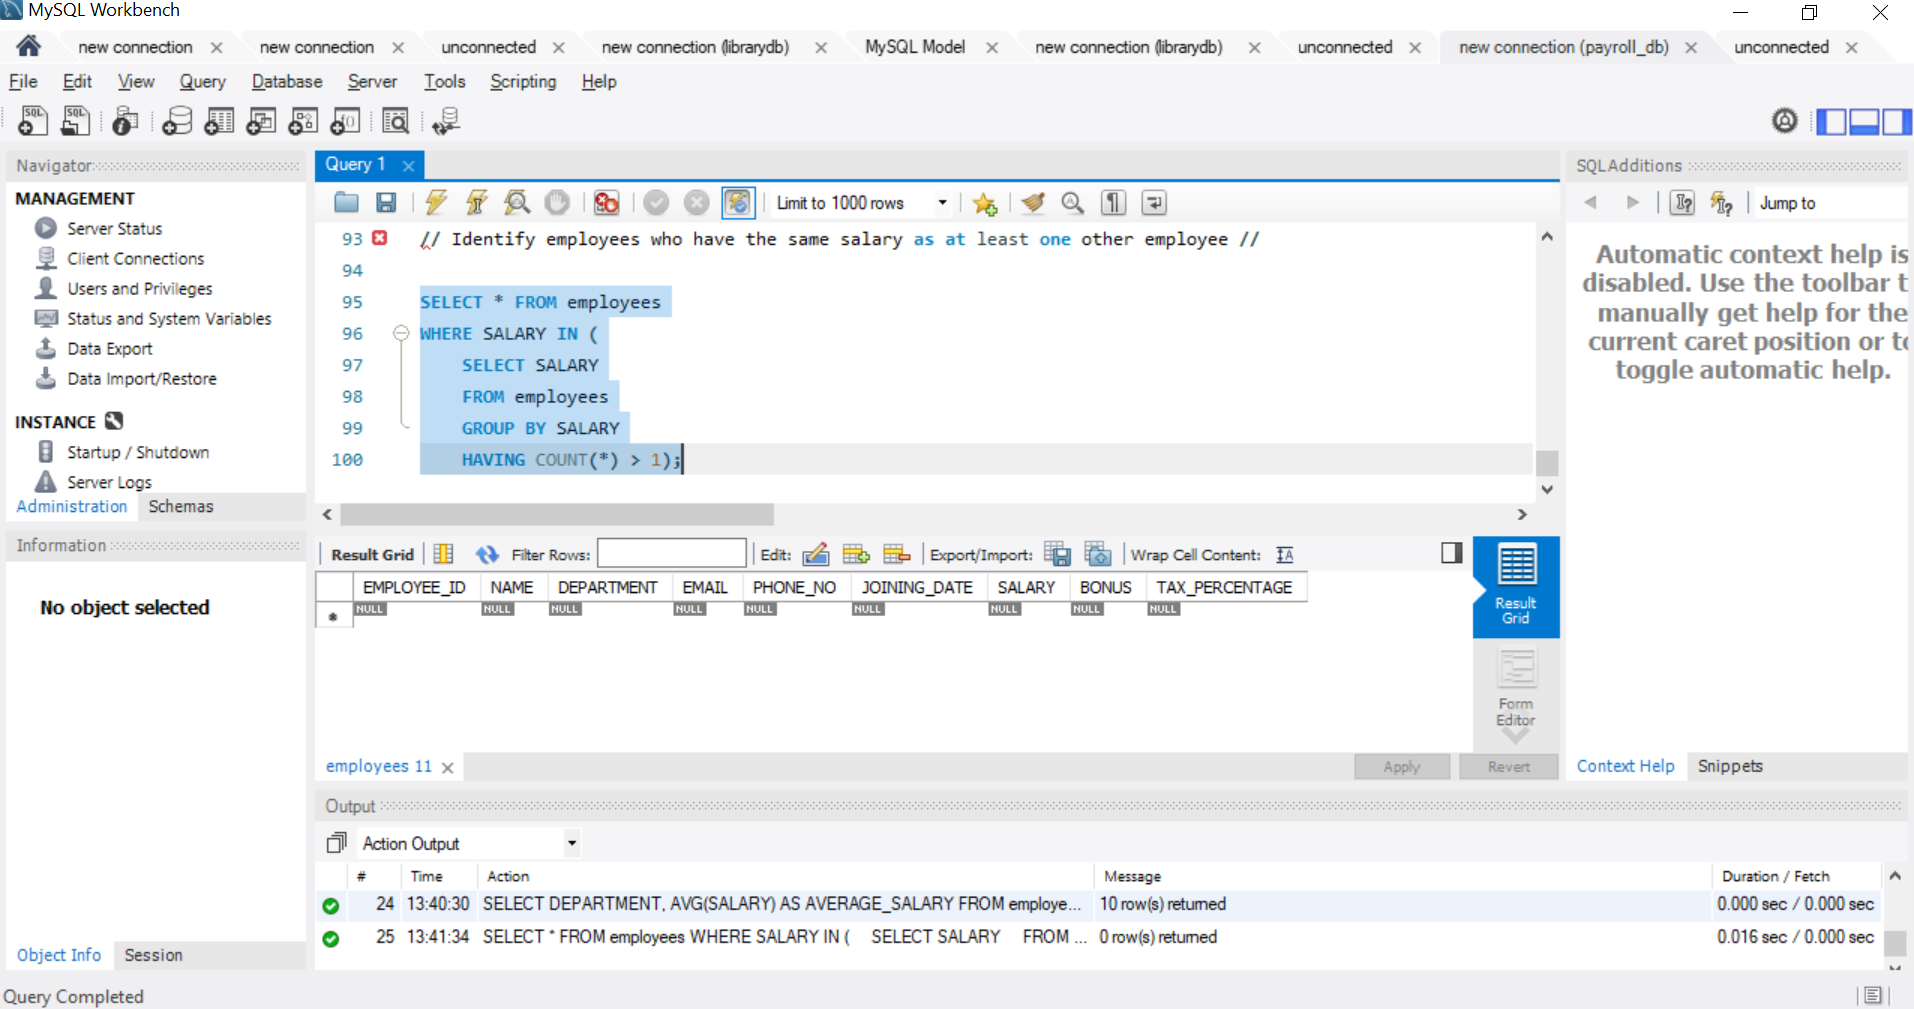 MySQL Workbench
new connection
new connection
unconnected
new connection (librarydb)
MySQL Model
new connection (librarydb)
unconnected
new connection (payroll_db)
unconnected
File Edit View Query Database Server Tools Scripting Help
Navigator
MANAGEMENT
Server Status
Client Connections
Users and Privileges
Status and System Variables
Data Export
Data Import/Restore
INSTANCE
Startup / Shutdown
Server Logs
Administration Schemas
Information
No object selected
Object Info Session
Query 1
Limit to 1000 rows
93 // Identify employees who have the same salary as at least one other employee //
94
95 SELECT * FROM employees
96 WHERE SALARY IN (
97 SELECT SALARY
98 FROM employees
99 GROUP BY SALARY
100 HAVING COUNT(*) > 1);
Result Grid Filter Rows: Edit: Export/Import: Wrap Cell Content: IA
EMPLOYEE_ID NAME DEPARTMENT EMAIL PHONE_NO JOINING_DATE SALARY BONUS TAX_PERCENTAGE
NULL NULL NULL NULL NULL NULL NULL NULL NULL
Result
Grid
Form
Editor
employees 11
Apply Revert
SQLAdditions
Jump to
Automatic context help is
disabled. Use the toolbar t
manually get help for the
current caret position or to
toggle automatic help.
Context Help Snippets
Output
Action Output
# Time Action Message Duration / Fetch
24 13:40:30 SELECT DEPARTMENT, AVG(SALARY) AS AVERAGE_SALARY FROM employe... 10 row(s) returned 0.000 sec / 0.000 sec
25 13:41:34 SELECT * FROM employees WHERE SALARY IN ( SELECT SALARY FROM ... 0 row(s) returned 0.016 sec / 0.000 sec
Query Completed